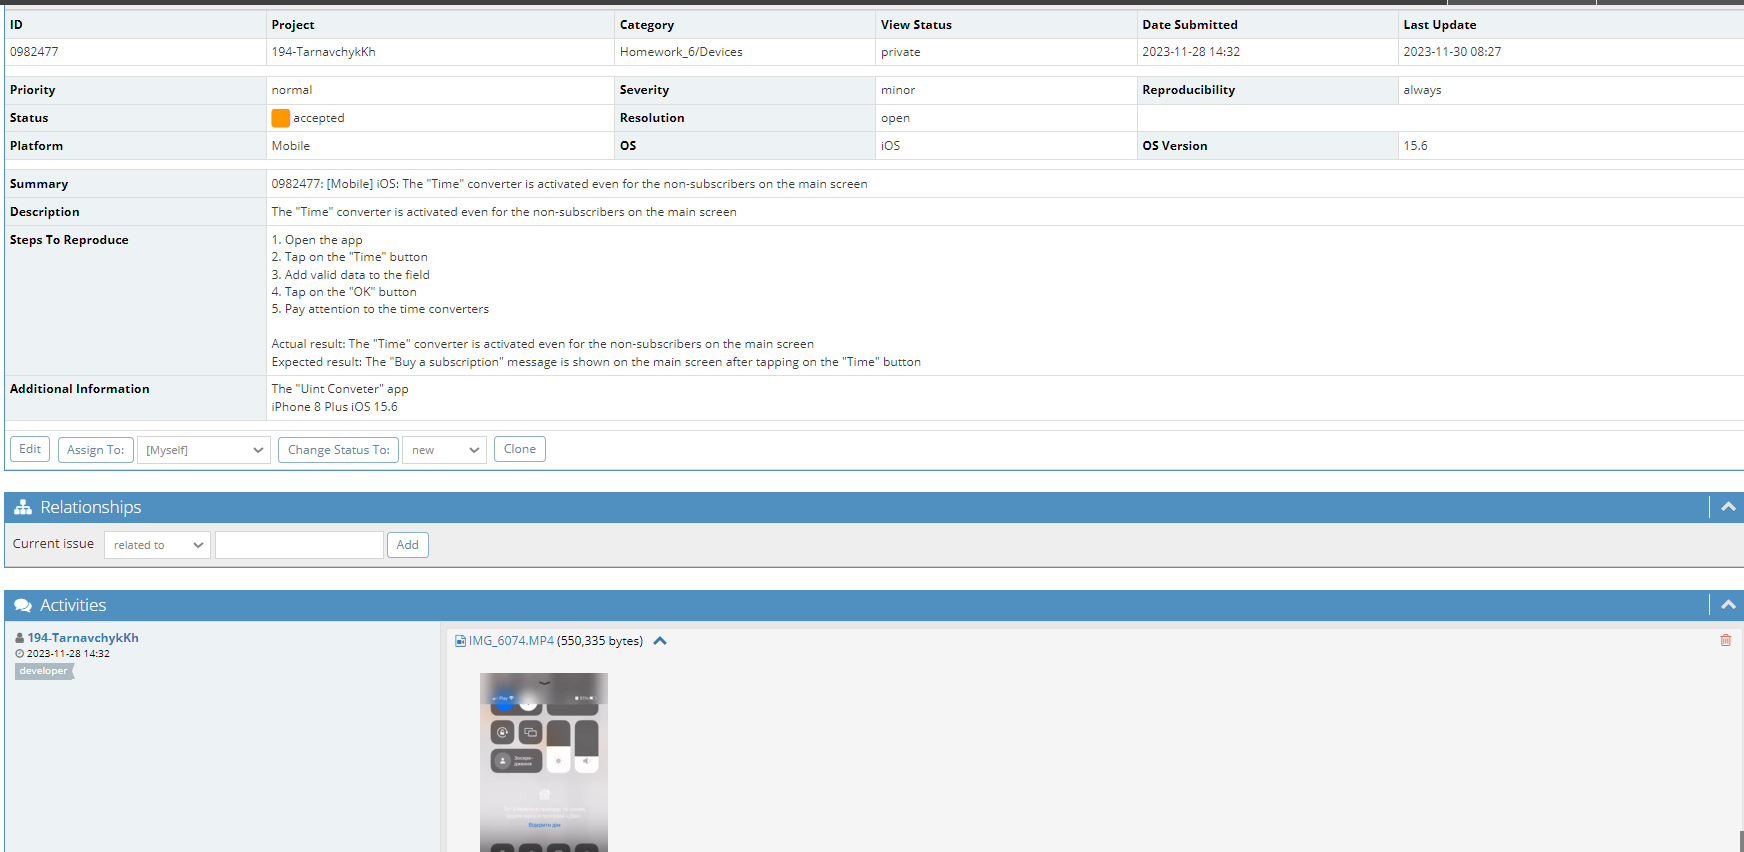 ID Project Category View Status Date Submitted Last Update
0982477 194-TarnavchykKh Homework_6/Devices private 2023-11-28 14:32 2023-11-30 08:27
Priority normal Severity minor Reproducibility always
Status accepted Resolution open
Platform Mobile OS iOS OS Version 15.6
Summary 0982477: [Mobile] iOS: The "Time" converter is activated even for the non-subscribers on the main screen
Description The "Time" converter is activated even for the non-subscribers on the main screen
Steps To Reproduce 1. Open the app
2. Tap on the "Time" button
3. Add valid data to the field
4. Tap on the "OK" button
5. Pay attention to the time converters
Actual result: The "Time" converter is activated even for the non-subscribers on the main screen
Expected result: The "Buy a subscription" message is shown on the main screen after tapping on the "Time" button
Additional Information The "Uint Conveter" app
iPhone 8 Plus iOS 15.6
Edit Assign To: [Myself] Change Status To: new Clone
Relationships
Current issue related to Add
Activities
194-TarnavchykKh IMG_6074.MP4 (550,335 bytes)
2023-11-28 14:32
developer